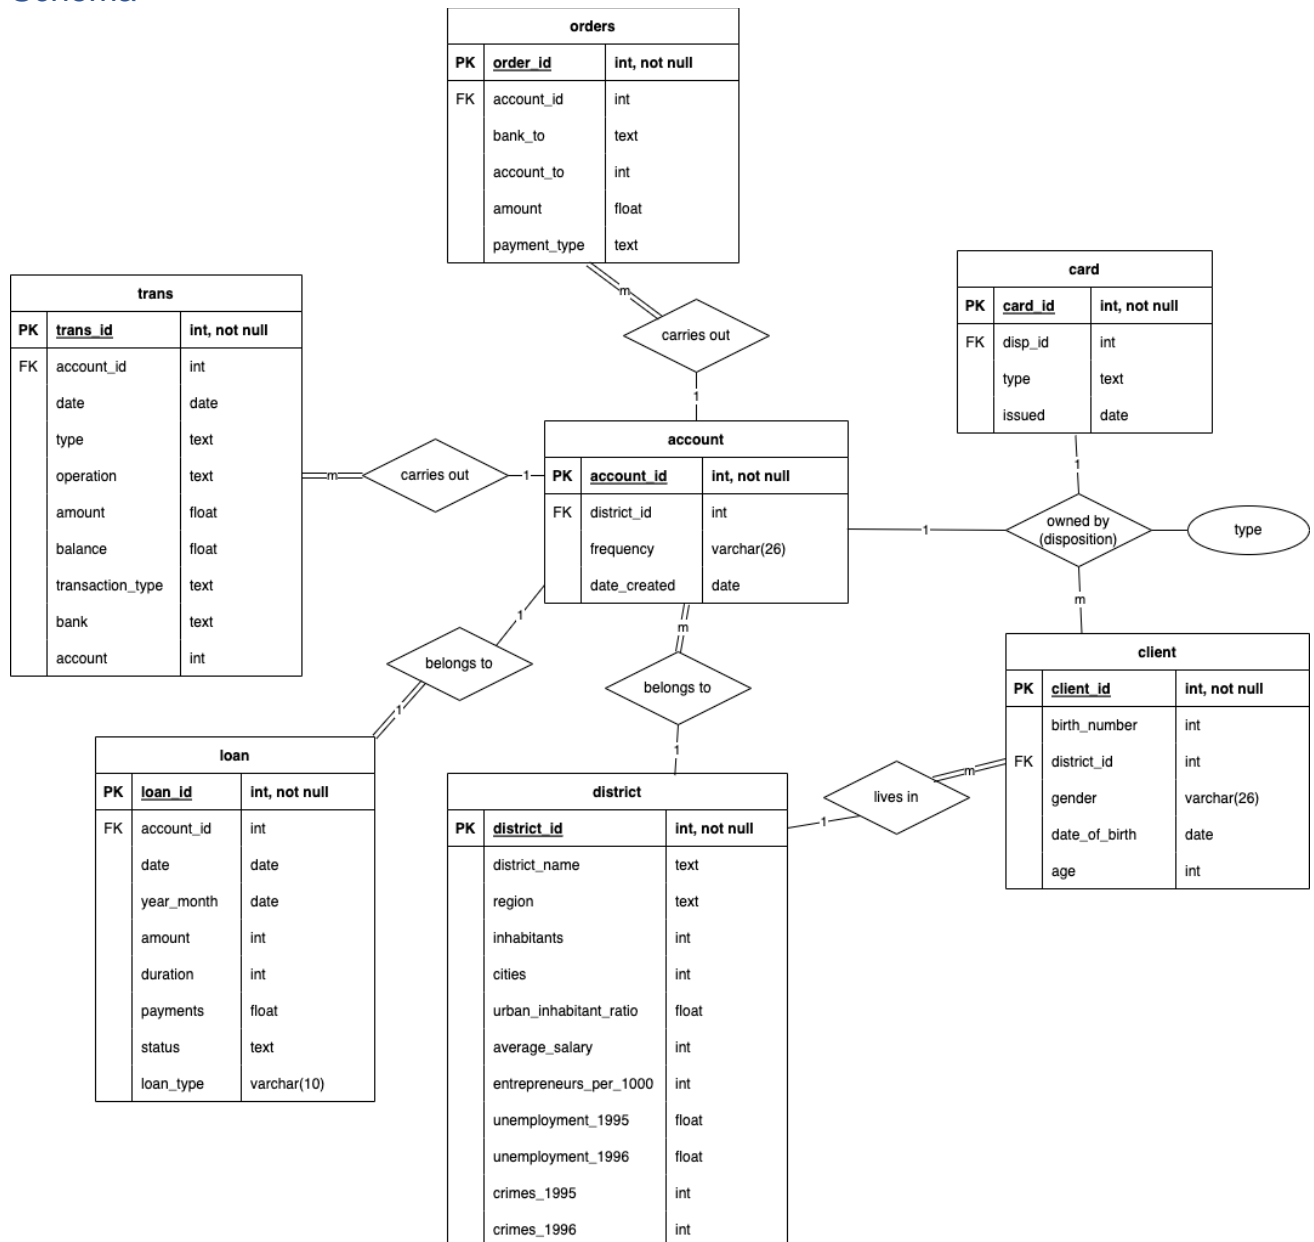 Schema
orders
PK order_id int, not null
FK account_id int
bank_to text
account_to int
amount float
payment_type text
m
carries out
1
trans
PK trans_id int, not null
FK account_id int
date date
type text
operation text
amount float
balance float
transaction_type text
bank text
account int
m
carries out
1
card
PK card_id int, not null
FK disp_id int
type text
issued date
1
owned by
(disposition)
type
1
m
account
PK account_id int, not null
FK district_id int
frequency varchar(26)
date_created date
1
belongs to
1
m
belongs to
1
client
PK client_id int, not null
birth_number int
FK district_id int
gender varchar(26)
date_of_birth date
age int
m
lives in
1
loan
PK loan_id int, not null
FK account_id int
date date
year_month date
amount int
duration int
payments float
status text
loan_type varchar(10)
district
PK district_id int, not null
district_name text
region text
inhabitants int
cities int
urban_inhabitant_ratio float
average_salary int
entrepreneurs_per_1000 int
unemployment_1995 float
unemployment_1996 float
crimes_1995 int
crimes_1996 int